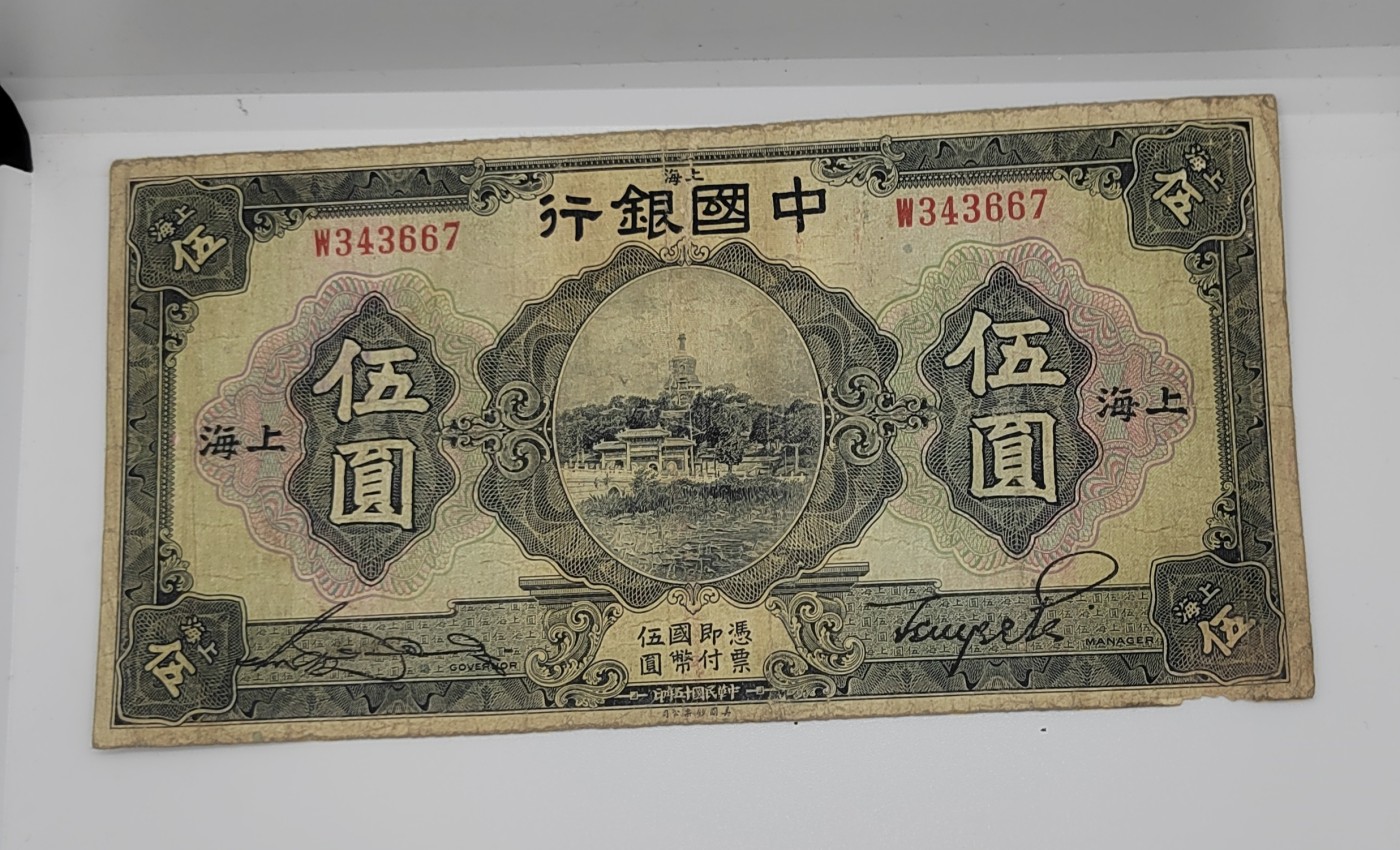 上海
中國銀行
W343667
W343667
上海
伍
上海
伍
伍圓
伍圓
上海
上海
憑票
即付
國幣
伍圓
GOVERNOR
MANAGER
上海
伍
上海
伍
中華民國十五年印